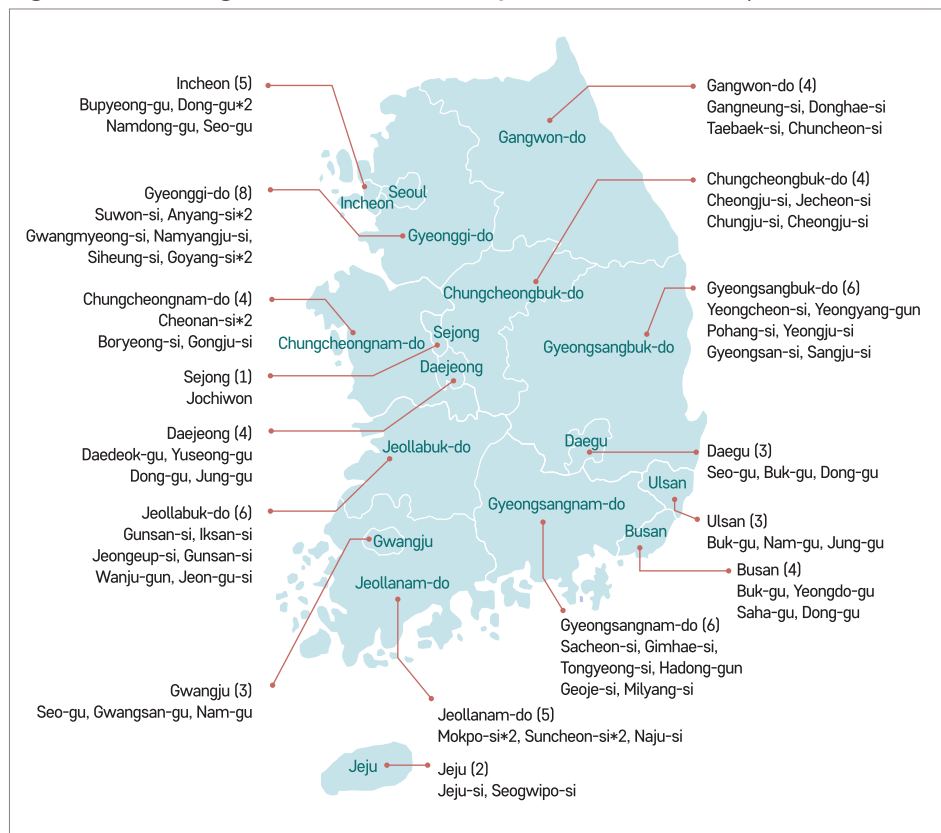 Incheon (5)
Bupyeong-gu, Dong-gu*2
Namdong-gu, Seo-gu
Gyeonggi-do (8)
Suwon-si, Anyang-si*2
Gwangmyeong-si, Namyangju-si,
Siheung-si, Goyang-si*2
Chungcheongnam-do (4)
Cheonan-si*2
Boryeong-si, Gongju-si
Sejong (1)
Jochiwon
Daejeong (4)
Daedeok-gu, Yuseong-gu
Dong-gu, Jung-gu
Jeollabuk-do (6)
Gunsan-si, Iksan-si
Jeongeup-si, Gunsan-si
Wanju-gun, Jeon-gu-si
Gwangju (3)
Seo-gu, Gwangsan-gu, Nam-gu
Gangwon-do
Seoul
Incheon
Gyeonggi-do
Chungcheongbuk-do
Sejong
Chungcheongnam-do
Gyeongsangbuk-do
Daejeong
Jeollabuk-do
Daegu
Ulsan
Gyeongsangnam-do
Busan
Gwangju
Jeollanam-do
Jeju
Gangwon-do (4)
Gangneung-si, Donghae-si
Taebaek-si, Chuncheon-si
Chungcheongbuk-do (4)
Cheongju-si, Jecheon-si
Chungju-si, Cheongju-si
Gyeongsangbuk-do (6)
Yeongcheon-si, Yeongyang-gun
Pohang-si, Yeongju-si
Gyeongsan-si, Sangju-si
Daegu (3)
Seo-gu, Buk-gu, Dong-gu
Ulsan (3)
Buk-gu, Nam-gu, Jung-gu
Busan (4)
Buk-gu, Yeongdo-gu
Saha-gu, Dong-gu
Gyeongsangnam-do (6)
Sacheon-si, Gimhae-si,
Tongyeong-si, Hadong-gun
Geoje-si, Milyang-si
Jeollanam-do (5)
Mokpo-si*2, Suncheon-si*2, Naju-si
Jeju (2)
Jeju-si, Seogwipo-si